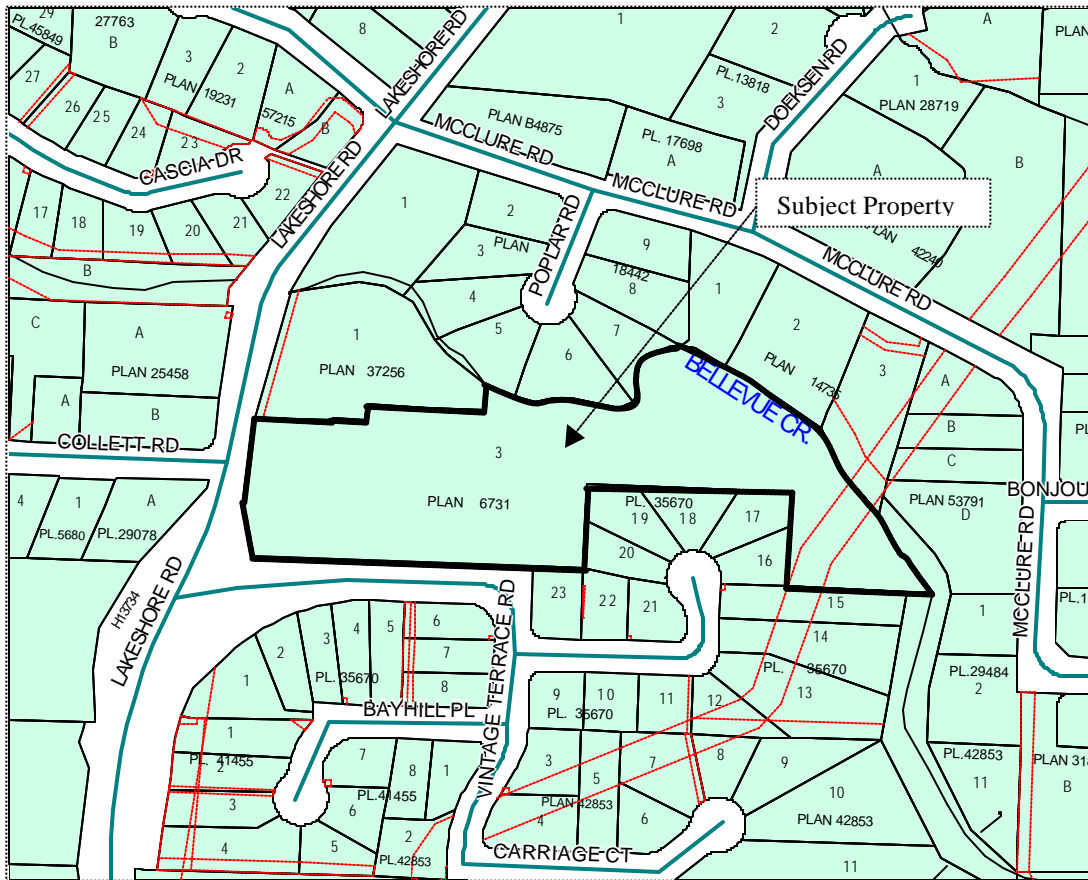 29
PL.45849
27763
B
8
LAKESHORE RD
1
2
DOEKSEN RD
A
PLAN
27
3
2
PLAN 19231
A
57215
B
PL.13818
3
1
PLAN 28719
26
25
24
23
PLAN B4875
PL. 17698
A
MCCLURE RD
CASCIA DR
LAKESHORE RD
22
MCCLURE RD
A
B
17
18
19
20
21
1
2
POPLAR RD
Subject Property
PLAN
42240
3
PLAN
9
18442
8
MCCLURE RD
B
4
1
C
A
5
7
2
1
6
3
PLAN 25458
PLAN 37256
PLAN
14735
A
A
B
BELLEVUE CR.
B
COLLETT RD
3
C
4
1
A
PLAN 6731
PL. 35670
19
18
17
PLAN 53791
D
BONJOU
PL.5680
PL.29078
20
16
LAKESHORE RD
H13734
23
22
21
15
1
MCCLURE RD
PL.1
VINTAGE TERRACE RD
14
3
4
5
6
2
PL. 35670
7
PL. 35670
13
PL.29484
2
1
8
9
10
11
12
PL. 35670
BAYHILL PL
1
PL. 41455
2
7
8
1
3
5
7
8
9
PL.42853
11
PLAN 318
B
3
PL.41455
6
PLAN 42853
4
6
10
PLAN 42853
4
5
2
PL.42853
CARRIAGE CT
11